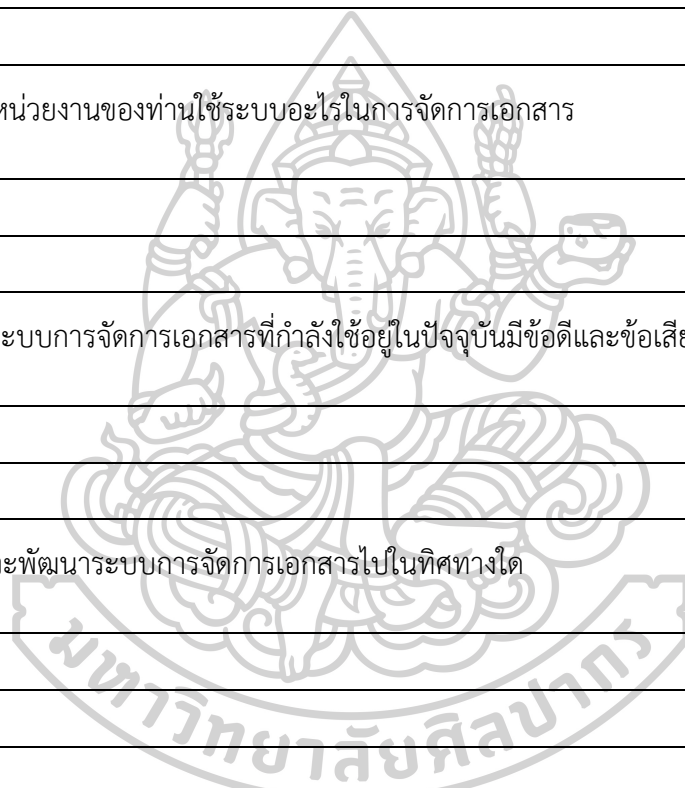 หน่วยงานของท่านใช้ระบบอะไรในการจัดการเอกสาร
ระบบการจัดการเอกสารที่กำลังใช้อยู่ในปัจจุบันมีข้อดีและข้อเสีย
ะพัฒนาระบบการจัดการเอกสารไปในทิศทางใด
มหาวิทยาลัยศิลปากร